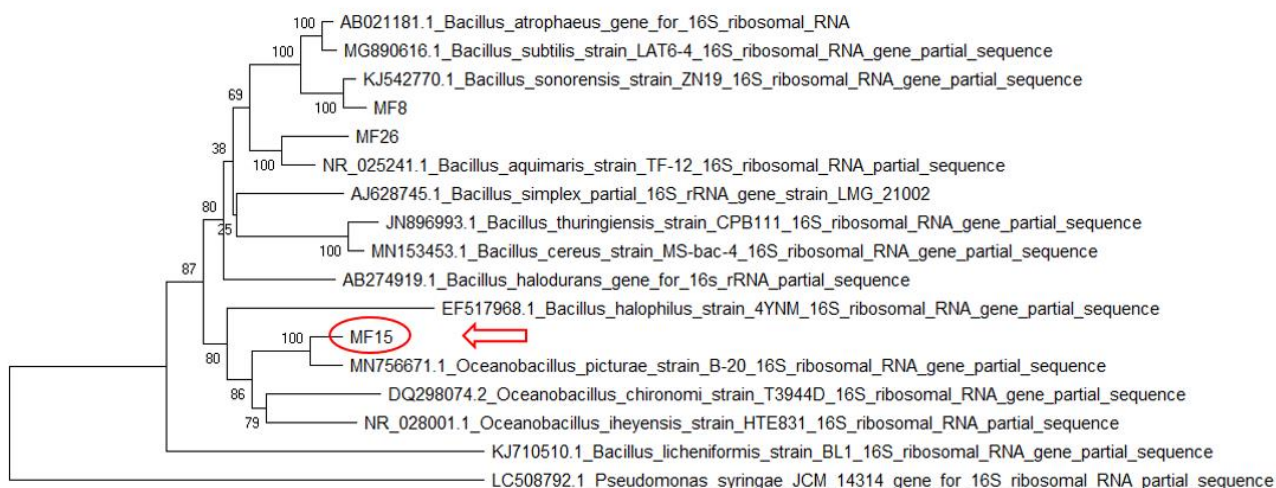 100 AB021181.1_Bacillus_atrophaeus_gene_for_16S_ribosomal_RNA
100 MG890616.1_Bacillus_subtilis_strain_LAT6-4_16S_ribosomal_RNA_gene_partial_sequence
KJ542770.1_Bacillus_sonorensis_strain_ZN19_16S_ribosomal_RNA_gene_partial_sequence
69 100 MF8
MF26
38
100 NR_025241.1_Bacillus_aquimaris_strain_TF-12_16S_ribosomal_RNA_partial_sequence
AJ628745.1_Bacillus_simplex_partial_16S_rRNA_gene_strain_LMG_21002
80 JN896993.1_Bacillus_thuringiensis_strain_CPB111_16S_ribosomal_RNA_gene_partial_sequence
25
100 MN153453.1_Bacillus_cereus_strain_MS-bac-4_16S_ribosomal_RNA_gene_partial_sequence
87 AB274919.1_Bacillus_halodurans_gene_for_16s_rRNA_partial_sequence
EF517968.1_Bacillus_halophilus_strain_4YNM_16S_ribosomal_RNA_gene_partial_sequence
100 MF15
80 MN756671.1_Oceanobacillus_picturae_strain_B-20_16S_ribosomal_RNA_gene_partial_sequence
86 DQ298074.2_Oceanobacillus_chironomi_strain_T3944D_16S_ribosomal_RNA_gene_partial_sequence
79 NR_028001.1_Oceanobacillus_iheyensis_strain_HTE831_16S_ribosomal_RNA_partial_sequence
KJ710510.1_Bacillus_licheniformis_strain_BL1_16S_ribosomal_RNA_gene_partial_sequence
LC508792.1_Pseudomonas_syringae_JCM_14314_gene_for_16S_ribosomal_RNA_partial_sequence